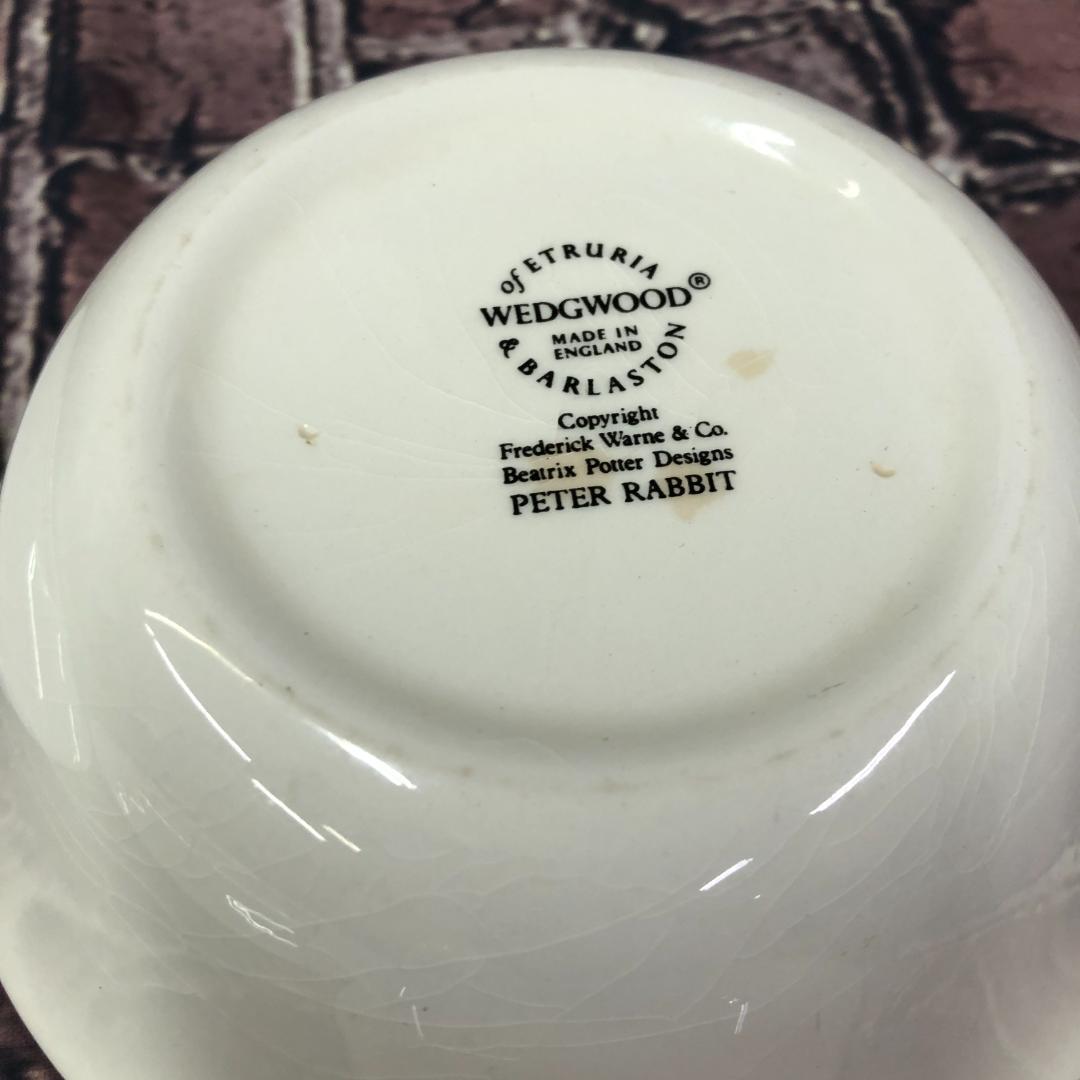 of ETRURIA
WEDGWOOD®
MADE IN
ENGLAND
& BARLASTON
Copyright
Frederick Warne & Co.
Beatrix Potter Designs
PETER RABBIT